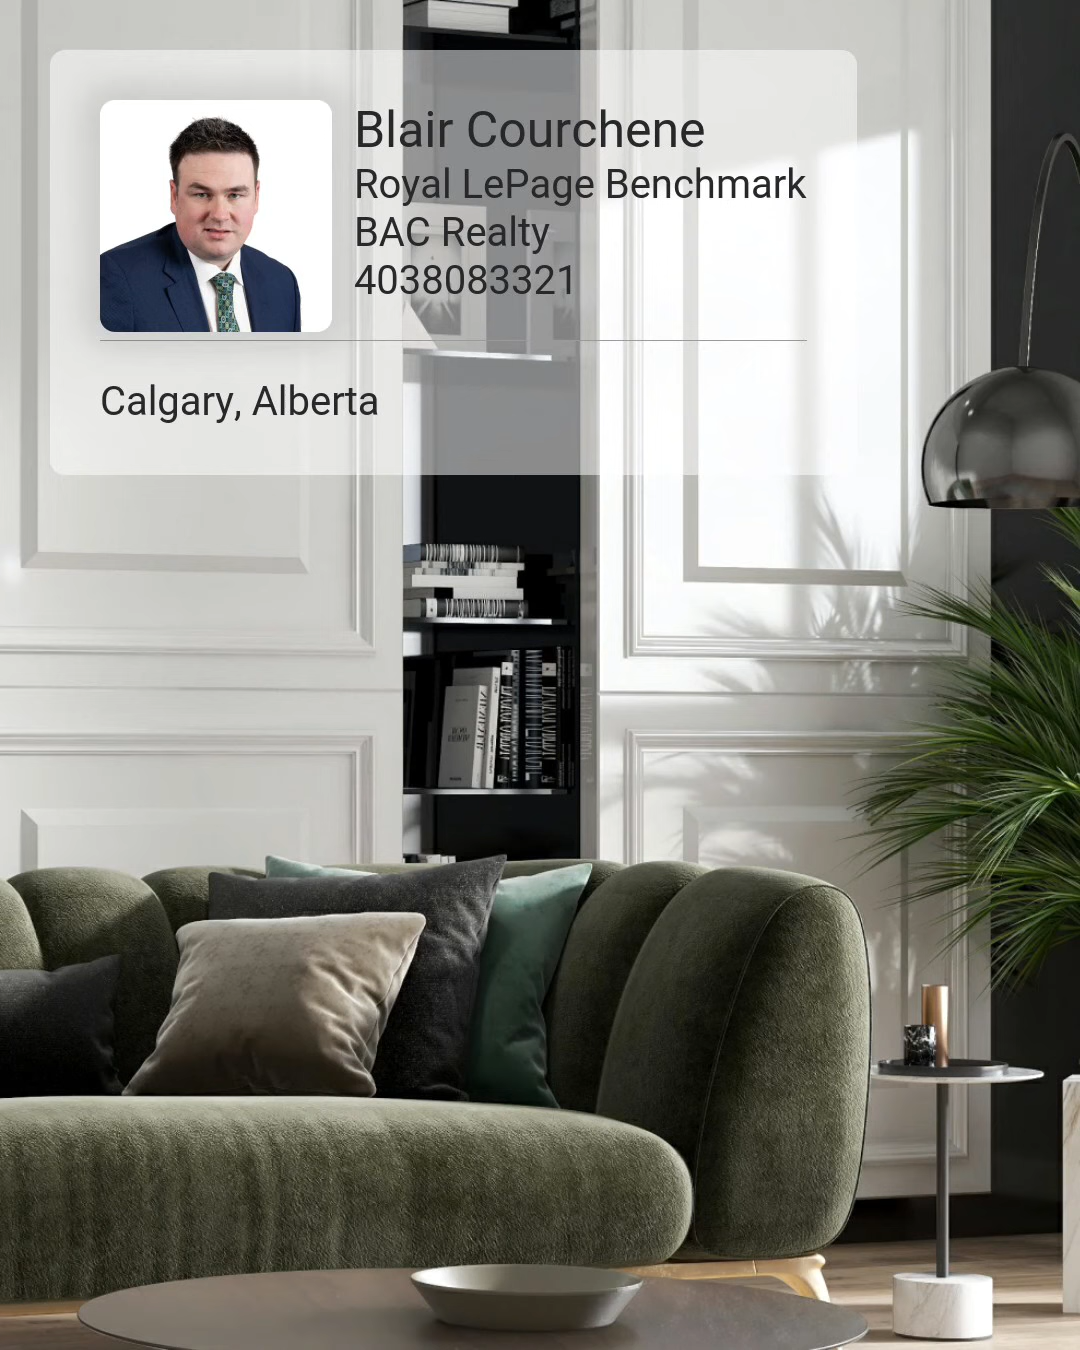 Blair Courchene
Royal LePage Benchmark
BAC Realty
4038083321
Calgary, Alberta